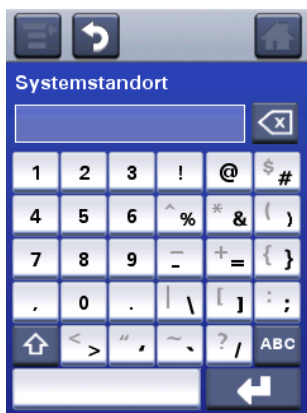 Systemstandort
1 2 3 ! @ $ #
4 5 6 ^ % * & ( )
7 8 9 _ - + = { }
, 0 . | \ [ ] : ;
< > " ' ~ ` ? / ABC